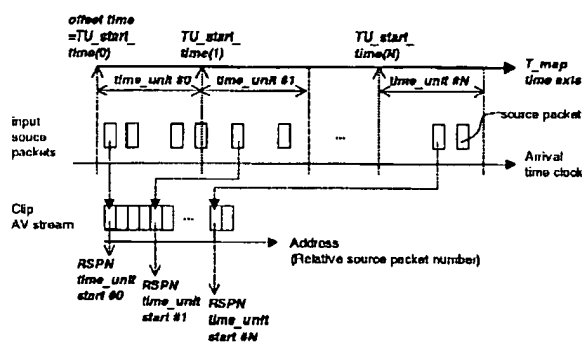 offset time
=TU_start_
time(0)
TU_start_
time(1)
TU_start_
time(N)
T_map
time axis
time_unit #0
time_unit #1
time_unit #N
input
souce
packets
...
source packet
Arrival
time clock
Clip
AV stream
...
Address
(Relative source packet number)
RSPN
time_unit
start #0
RSPN
time_unit
start #1
RSPN
time_unit
start #N